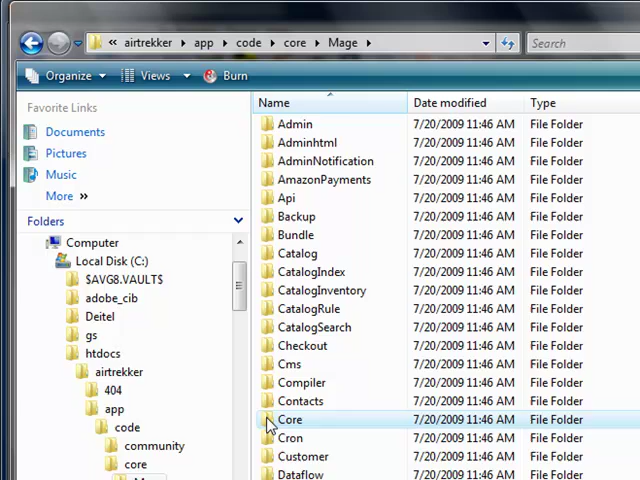 « airtrekker ▸ app ▸ code ▸ core ▸ Mage ▸ Search
Organize Views Burn
Favorite Links
Documents
Pictures
Music
More »
Folders
Computer
Local Disk (C:)
$AVG8.VAULT$
adobe_cib
Deitel
gs
htdocs
airtrekker
404
app
code
community
core
Name Date modified Type
Admin 7/20/2009 11:46 AM File Folder
Adminhtml 7/20/2009 11:46 AM File Folder
AdminNotification 7/20/2009 11:46 AM File Folder
AmazonPayments 7/20/2009 11:46 AM File Folder
Api 7/20/2009 11:46 AM File Folder
Backup 7/20/2009 11:46 AM File Folder
Bundle 7/20/2009 11:46 AM File Folder
Catalog 7/20/2009 11:46 AM File Folder
CatalogIndex 7/20/2009 11:46 AM File Folder
CatalogInventory 7/20/2009 11:46 AM File Folder
CatalogRule 7/20/2009 11:46 AM File Folder
CatalogSearch 7/20/2009 11:46 AM File Folder
Checkout 7/20/2009 11:46 AM File Folder
Cms 7/20/2009 11:46 AM File Folder
Compiler 7/20/2009 11:46 AM File Folder
Contacts 7/20/2009 11:46 AM File Folder
Core 7/20/2009 11:46 AM File Folder
Cron 7/20/2009 11:46 AM File Folder
Customer 7/20/2009 11:46 AM File Folder
Dataflow 7/20/2009 11:46 AM File Folder